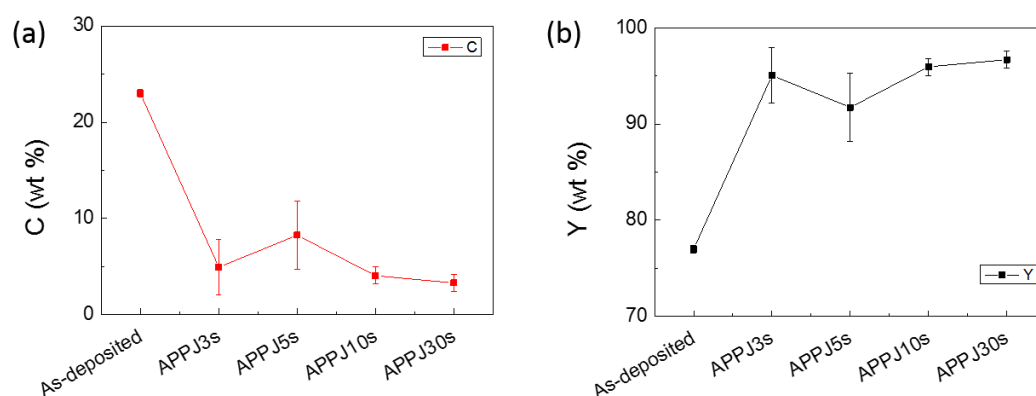 (a)
30
20
10
0
C (wt %)
C
As-deposited
APPJ3s
APPJ5s
APPJ10s
APPJ30s
(b)
100
90
80
70
Y (wt %)
Y
As-deposited
APPJ3s
APPJ5s
APPJ10s
APPJ30s